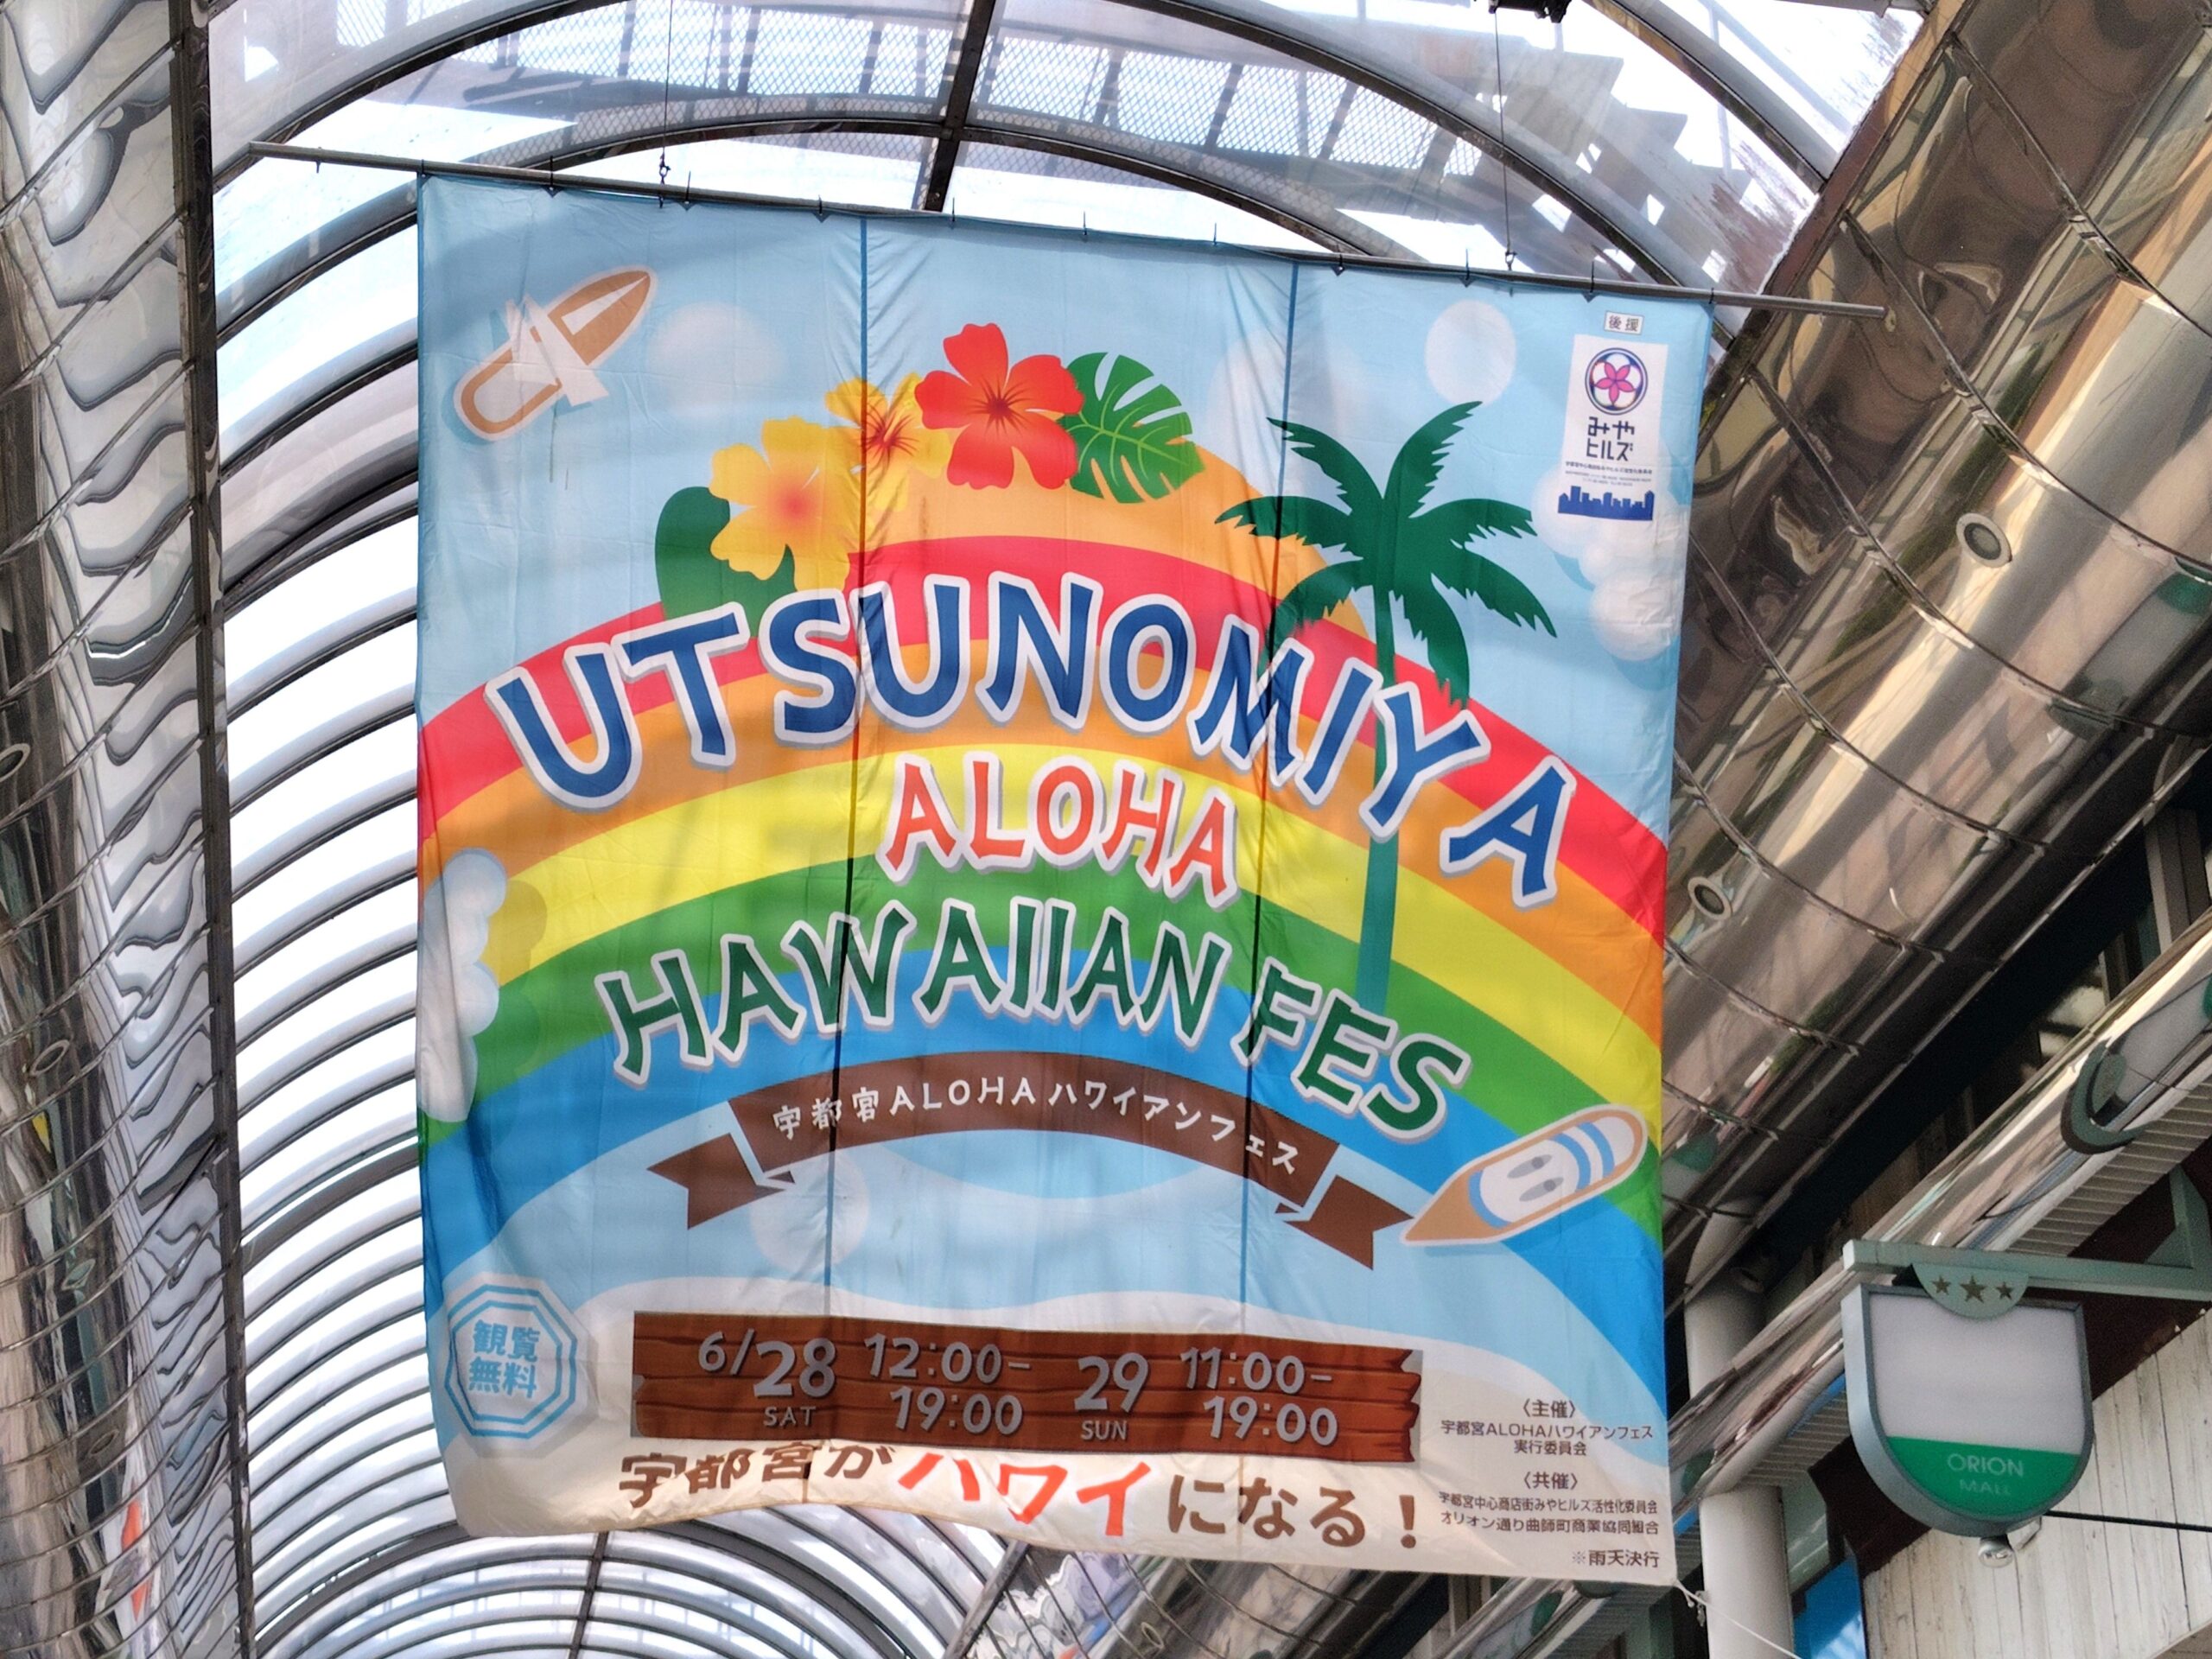 後援
みや
ヒルズ
UTSUNOMIYA
ALOHA
HAWAIIAN FES
宇都宮ALOHAハワイアンフェス
観覧
無料
6/28 12:00-
19:00
SAT
29 11:00-
19:00
SUN
宇都宮がハワイになる！
〈主催〉
宇都宮ALOHAハワイアンフェス
実行委員会
〈共催〉
宇都宮中心商店街みやヒルズ活性化委員会
オリオン通り曲師町商業協同組合
※雨天決行
ORION
MALL